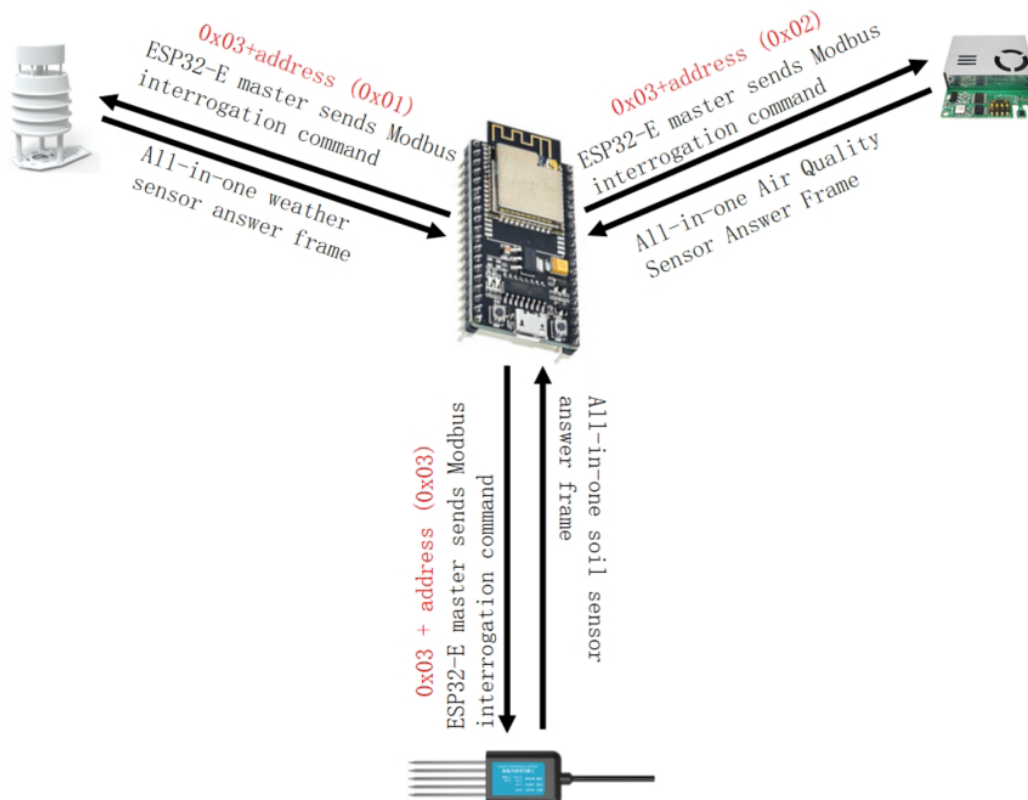 0x03+address (0x01)
ESP32-E master sends Modbus
interrogation command
All-in-one weather
sensor answer frame
0x03+address (0x02)
ESP32-E master sends Modbus
interrogation command
All-in-one Air Quality
Sensor Answer Frame
0x03 + address (0x03)
ESP32-E master sends Modbus
interrogation command
All-in-one soil sensor
answer frame